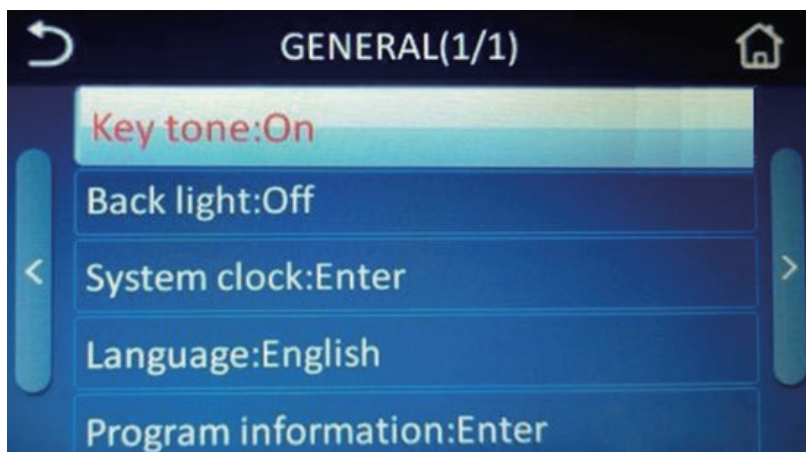 GENERAL(1/1)
Key tone:On
Back light:Off
System clock:Enter
Language:English
Program information:Enter